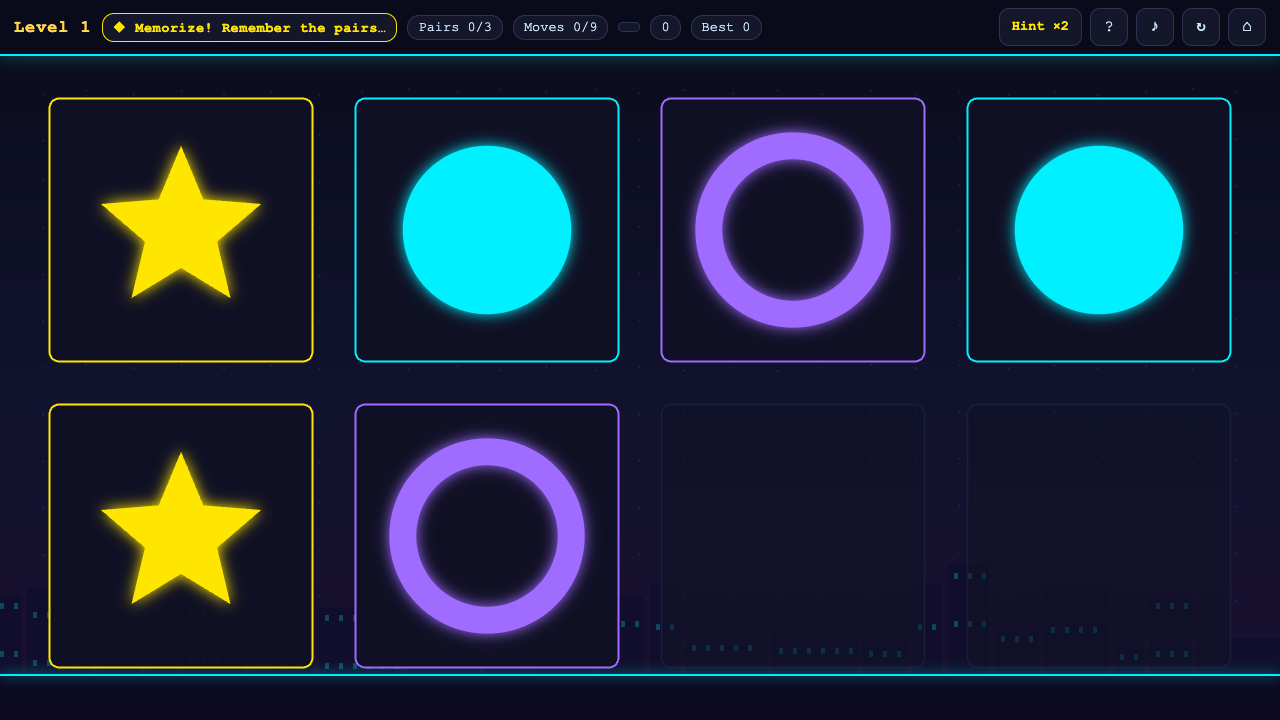 Level 1
◆ Memorize! Remember the pairs…
Pairs 0/3
Moves 0/9
0
Best 0
Hint ×2
?
♪
↻
⌂